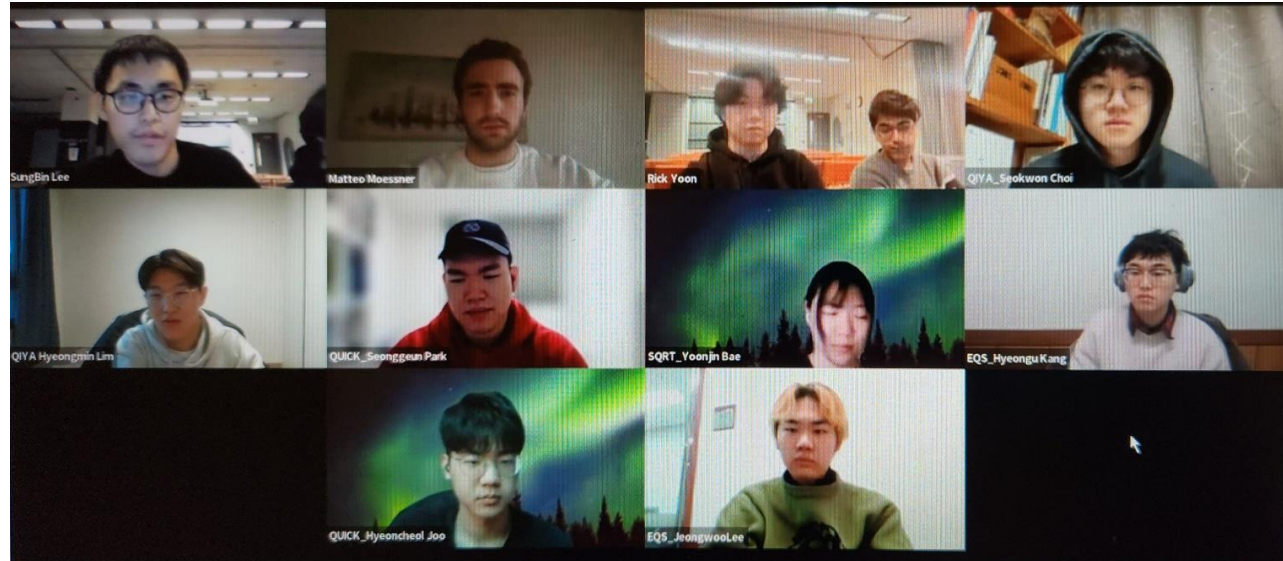 SungBin Lee
Matteo Moessner
Rick Yoon
QIYA_Seokwon Choi
QIYA Hyeongmin Lim
QUICK_Seonggeun Park
SQRT_Yoonjin Bae
EQS_Hyeongu Kang
QUICK_Hyeoncheol Joo
EQS_JeongwooLee